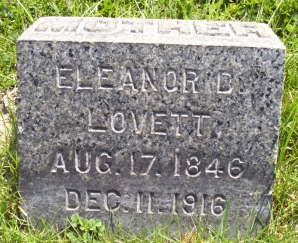 MOTHER
ELEANOR D.
LOVETT
AUG. 17. 1846
DEC. 11. 1916